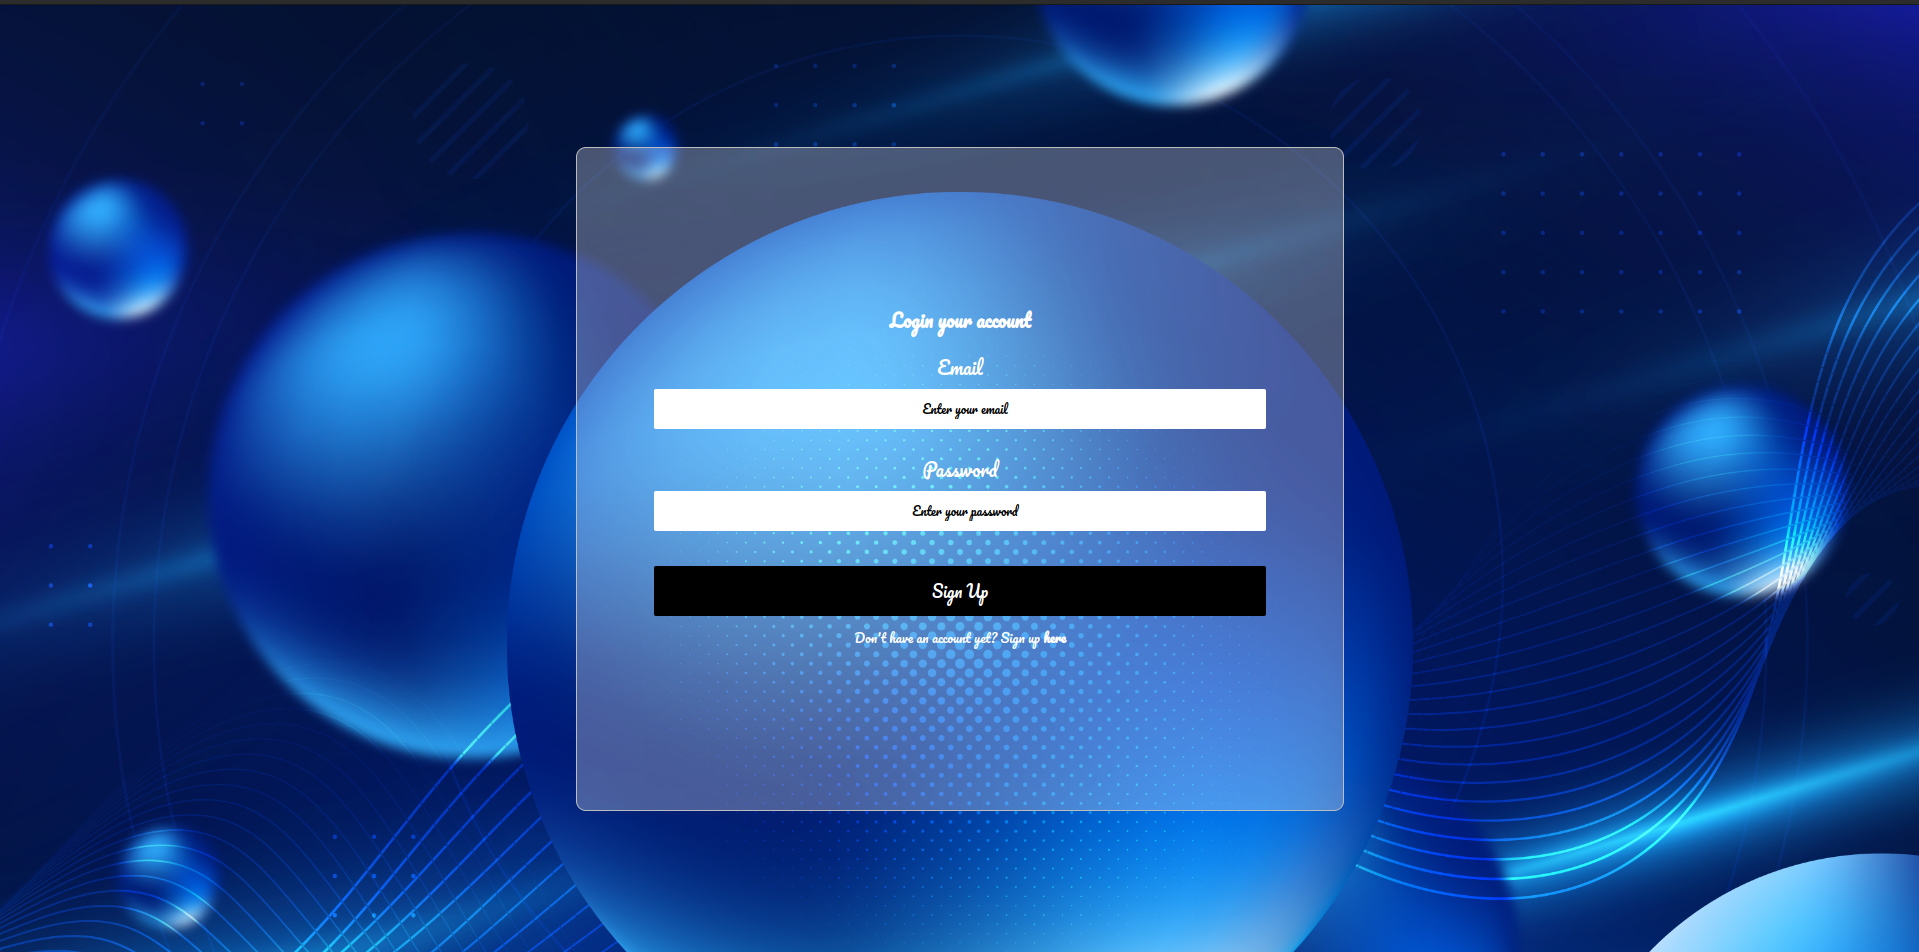 Login your account
Email
Enter your email
Password
Enter your password
Sign Up
Don't have an account yet? Sign up here